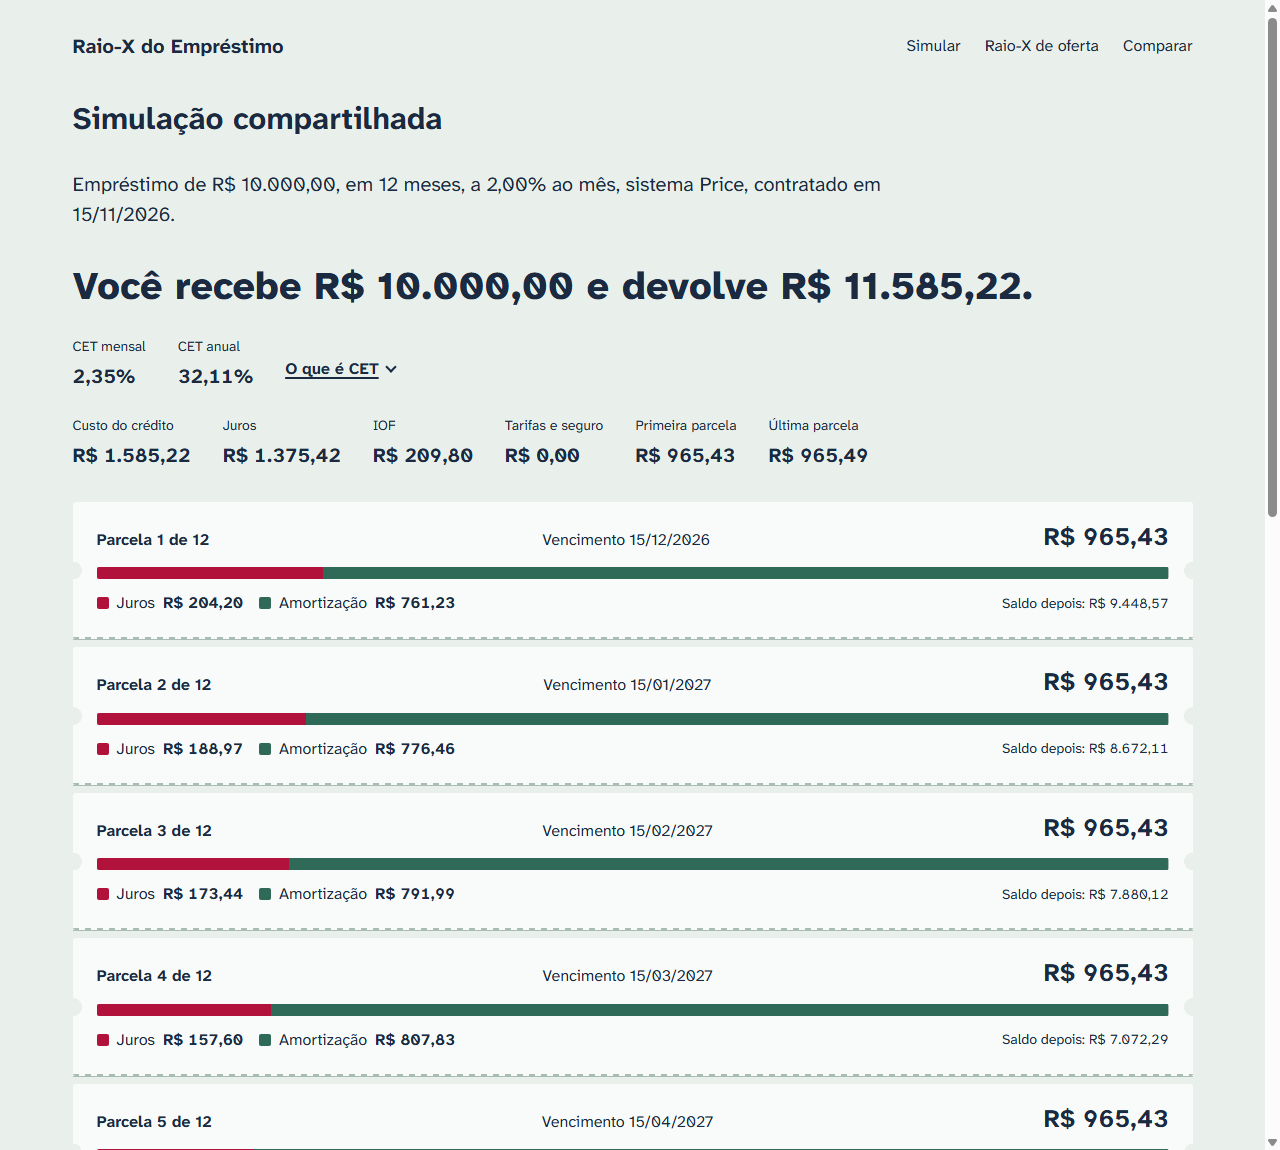 Raio-X do Empréstimo
Simular Raio-X de oferta Comparar
Simulação compartilhada
Empréstimo de R$ 10.000,00, em 12 meses, a 2,00% ao mês, sistema Price, contratado em
15/11/2026.
Você recebe R$ 10.000,00 e devolve R$ 11.585,22.
CET mensal CET anual
2,35% 32,11% O que é CET
Custo do crédito Juros IOF Tarifas e seguro Primeira parcela Última parcela
R$ 1.585,22 R$ 1.375,42 R$ 209,80 R$ 0,00 R$ 965,43 R$ 965,49
Parcela 1 de 12 Vencimento 15/12/2026 R$ 965,43
Juros R$ 204,20 Amortização R$ 761,23 Saldo depois: R$ 9.448,57
Parcela 2 de 12 Vencimento 15/01/2027 R$ 965,43
Juros R$ 188,97 Amortização R$ 776,46 Saldo depois: R$ 8.672,11
Parcela 3 de 12 Vencimento 15/02/2027 R$ 965,43
Juros R$ 173,44 Amortização R$ 791,99 Saldo depois: R$ 7.880,12
Parcela 4 de 12 Vencimento 15/03/2027 R$ 965,43
Juros R$ 157,60 Amortização R$ 807,83 Saldo depois: R$ 7.072,29
Parcela 5 de 12 Vencimento 15/04/2027 R$ 965,43